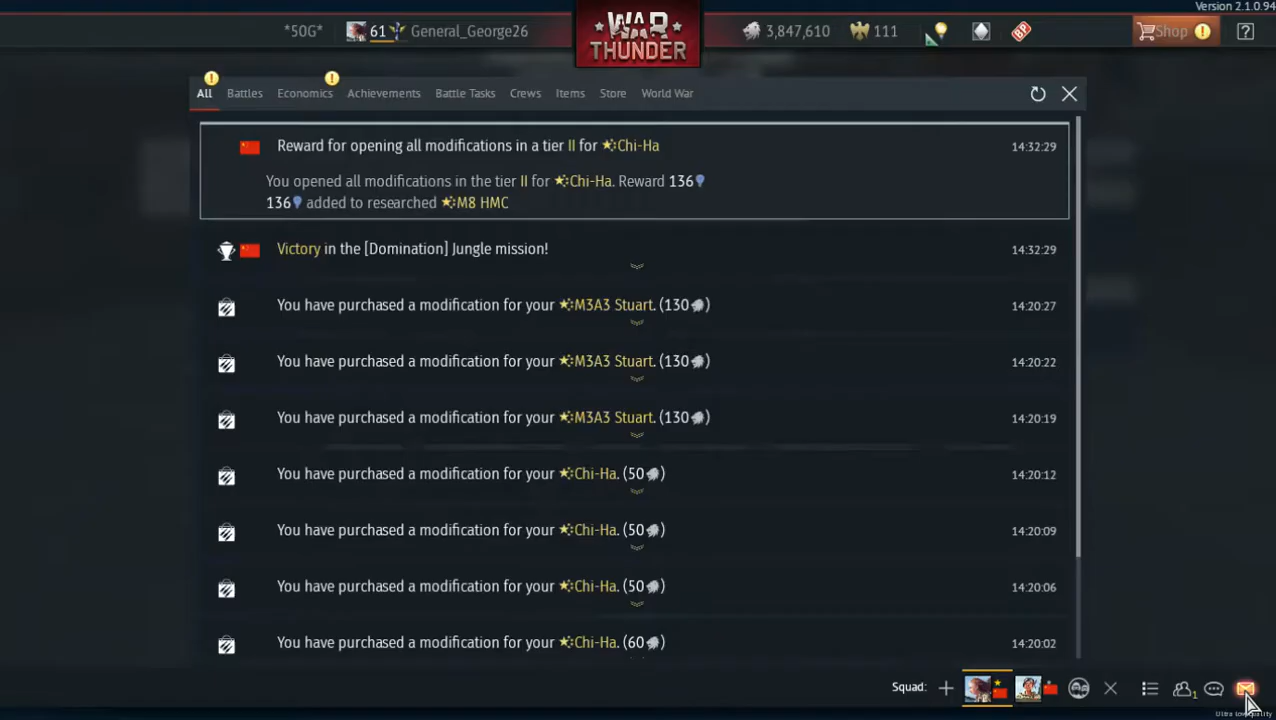 Version 2.1.0.94
*50G* 61 General_George26 WAR THUNDER 3,847,610 111 BP Shop ! ?
! !
All Battles Economics Achievements Battle Tasks Crews Items Store World War
Reward for opening all modifications in a tier II for Chi-Ha 14:32:29
You opened all modifications in the tier II for Chi-Ha. Reward 136
136 added to researched M8 HMC
Victory in the [Domination] Jungle mission! 14:32:29
You have purchased a modification for your M3A3 Stuart. (130) 14:20:27
You have purchased a modification for your M3A3 Stuart. (130) 14:20:22
You have purchased a modification for your M3A3 Stuart. (130) 14:20:19
You have purchased a modification for your Chi-Ha. (50) 14:20:12
You have purchased a modification for your Chi-Ha. (50) 14:20:09
You have purchased a modification for your Chi-Ha. (50) 14:20:06
You have purchased a modification for your Chi-Ha. (60) 14:20:02
Squad: 1
Ultra low quality